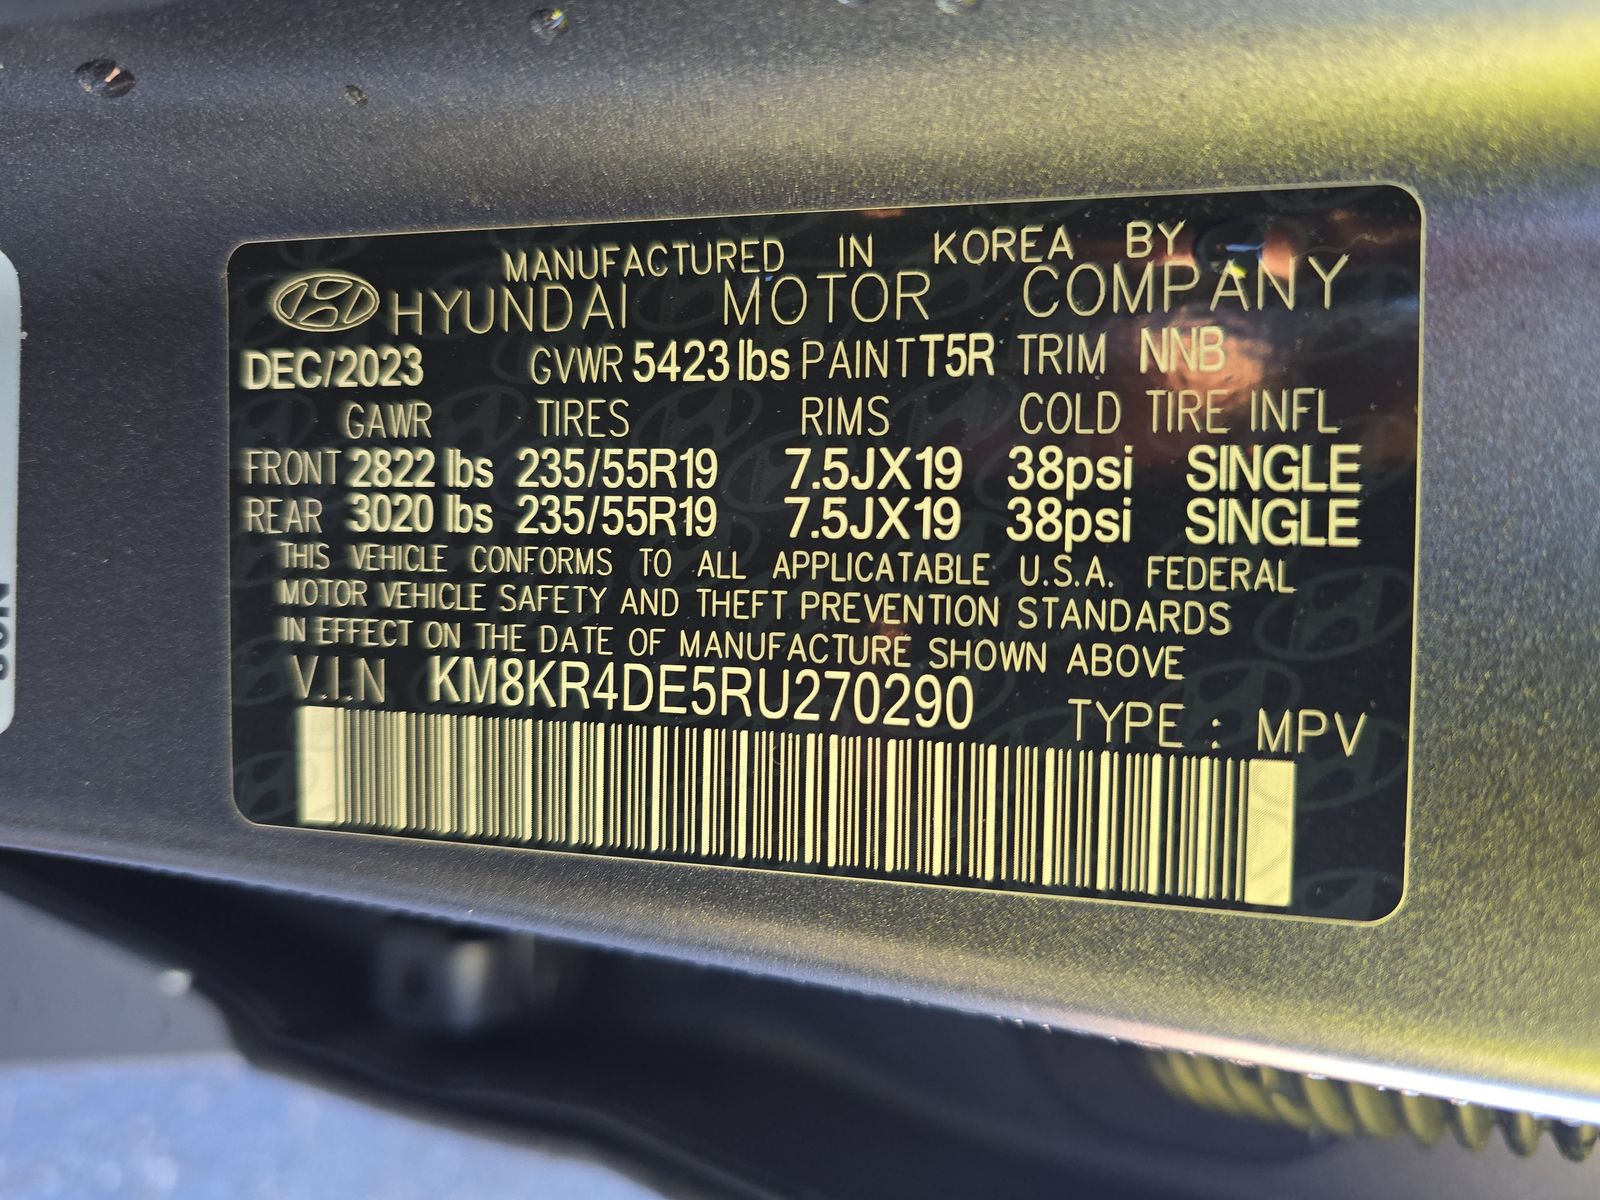 MANUFACTURED IN KOREA BY
HYUNDAI MOTOR COMPANY
DEC/2023 GVWR 5423 lbs PAINT T5R TRIM NNB
GAWR TIRES RIMS COLD TIRE INFL
FRONT 2822 lbs 235/55R19 7.5JX19 38psi SINGLE
REAR 3020 lbs 235/55R19 7.5JX19 38psi SINGLE
THIS VEHICLE CONFORMS TO ALL APPLICATABLE U.S.A. FEDERAL
MOTOR VEHICLE SAFETY AND THEFT PREVENTION STANDARDS
IN EFFECT ON THE DATE OF MANUFACTURE SHOWN ABOVE
V.I.N KM8KR4DE5RU270290 TYPE : MPV